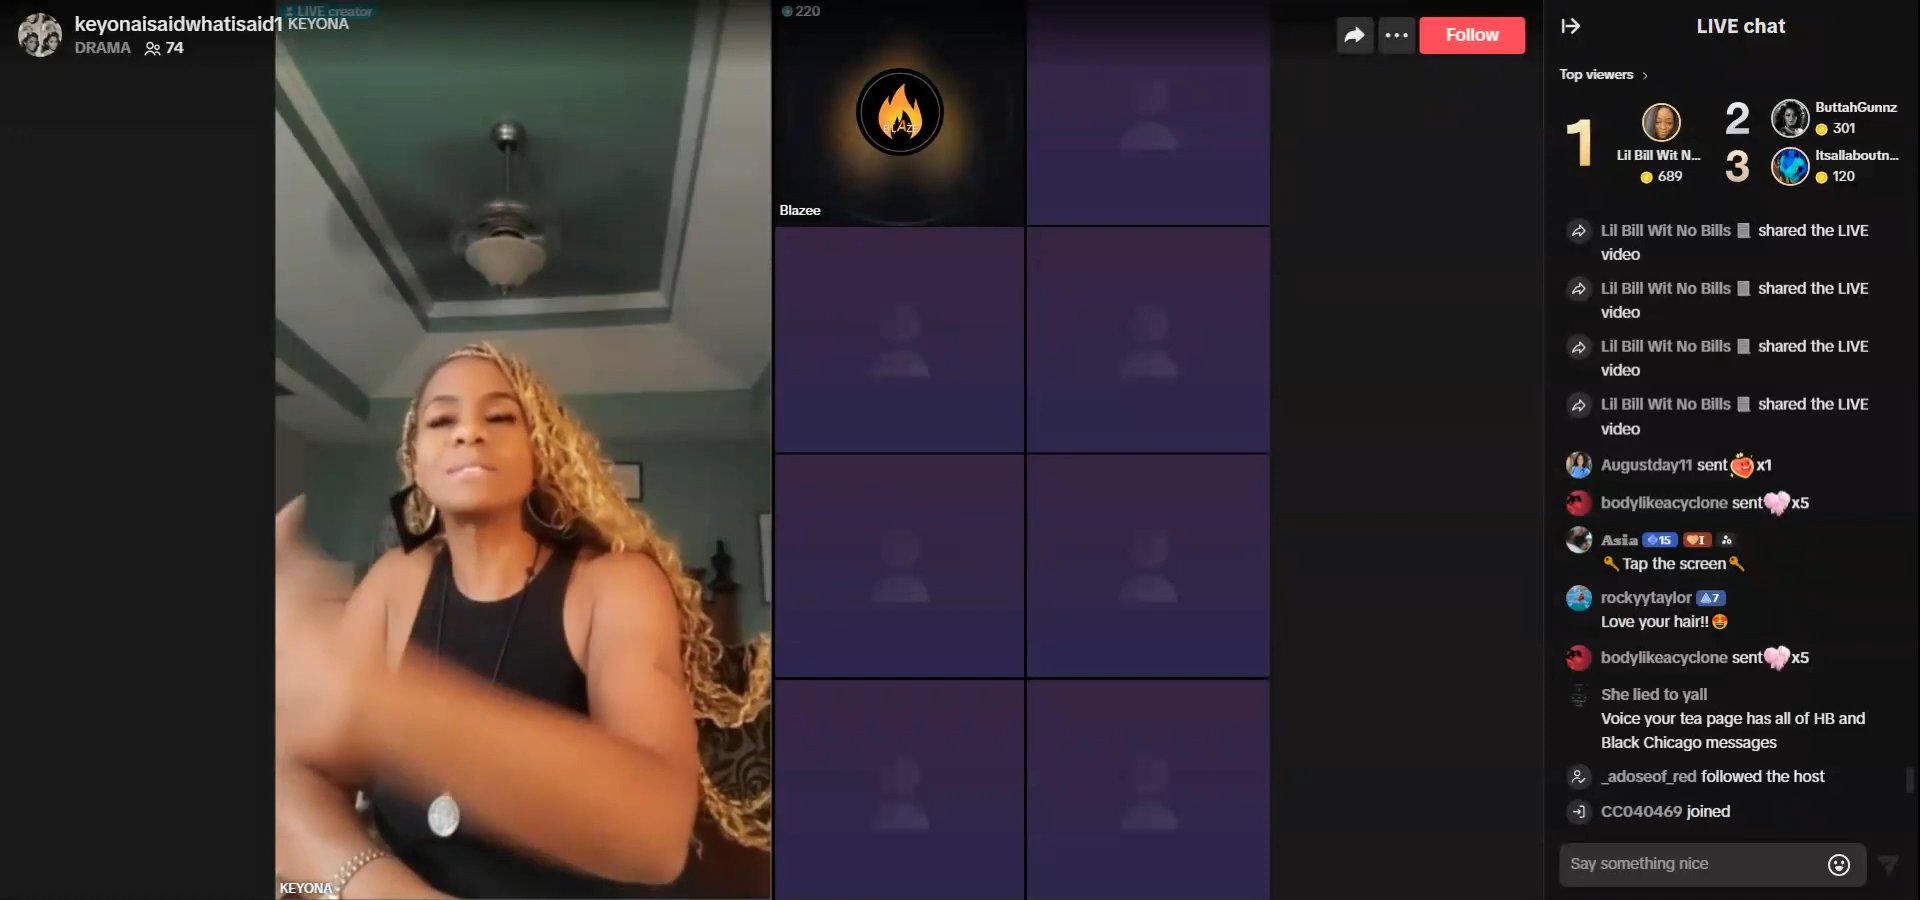 keyonaisaidwhatisaid1
DRAMA 74
LIVE creator
KEYONA
220
Follow
BLAZE
Blazee
KEYONA
LIVE chat
Top viewers
1
Lil Bill Wit N...
689
2
ButtahGunnz
301
3
Itsallaboutn...
120
Lil Bill Wit No Bills shared the LIVE
video
Lil Bill Wit No Bills shared the LIVE
video
Lil Bill Wit No Bills shared the LIVE
video
Lil Bill Wit No Bills shared the LIVE
video
Augustday11 sent x1
bodylikeacyclone sent x5
Asia 15 I
🔑Tap the screen🔑
rockyytaylor 7
Love your hair!!🤩
bodylikeacyclone sent x5
She lied to yall
Voice your tea page has all of HB and
Black Chicago messages
_adoseof_red followed the host
CC040469 joined
Say something nice